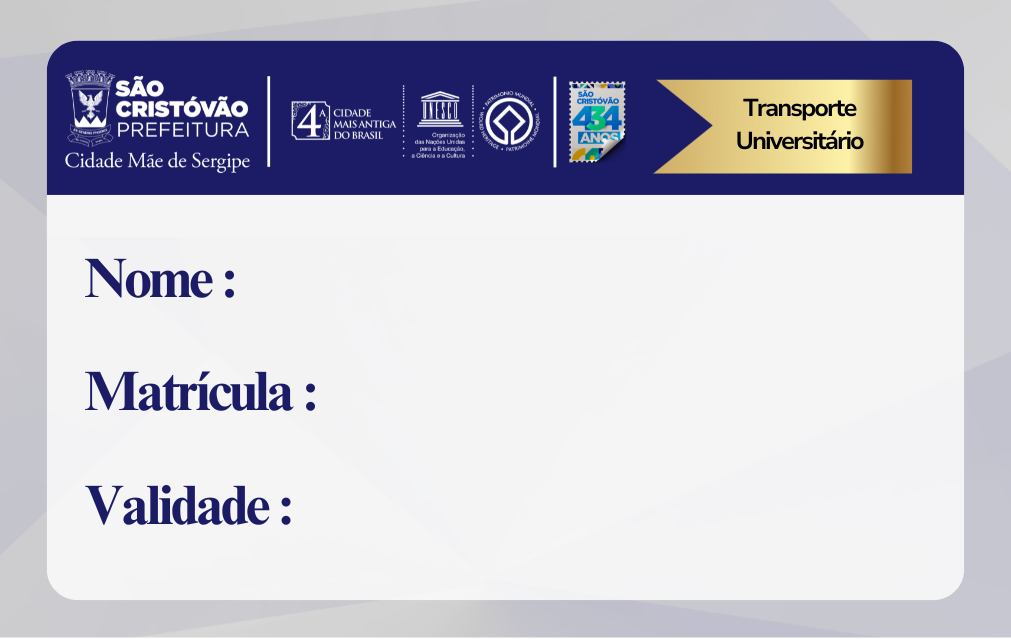 SÃO
CRISTÓVÃO
PREFEITURA
Cidade Mãe de Sergipe
4ª CIDADE
MAIS ANTIGA
DO BRASIL
UNESCO
Organização
das Nações Unidas
para a Educação,
a Ciência e a Cultura
PATRIMONIO MUNDIAL
WORLD HERITAGE
PATRIMOINE MONDIAL
SÃO
CRISTÓVÃO
434
ANOS
Transporte
Universitário
Nome :
Matrícula :
Validade :